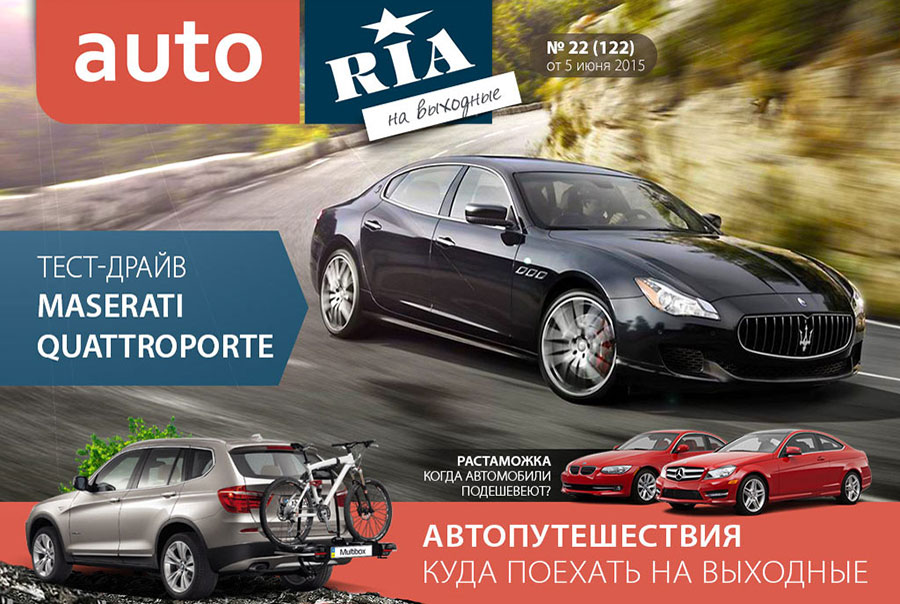 auto
RIA
на выходные
№ 22 (122)
от 5 июня 2015
ТЕСТ-ДРАЙВ
MASERATI
QUATTROPORTE
РАСТАМОЖКА
КОГДА АВТОМОБИЛИ
ПОДЕШЕВЕЮТ?
Multibox
АВТОПУТЕШЕСТВИЯ
КУДА ПОЕХАТЬ НА ВЫХОДНЫЕ